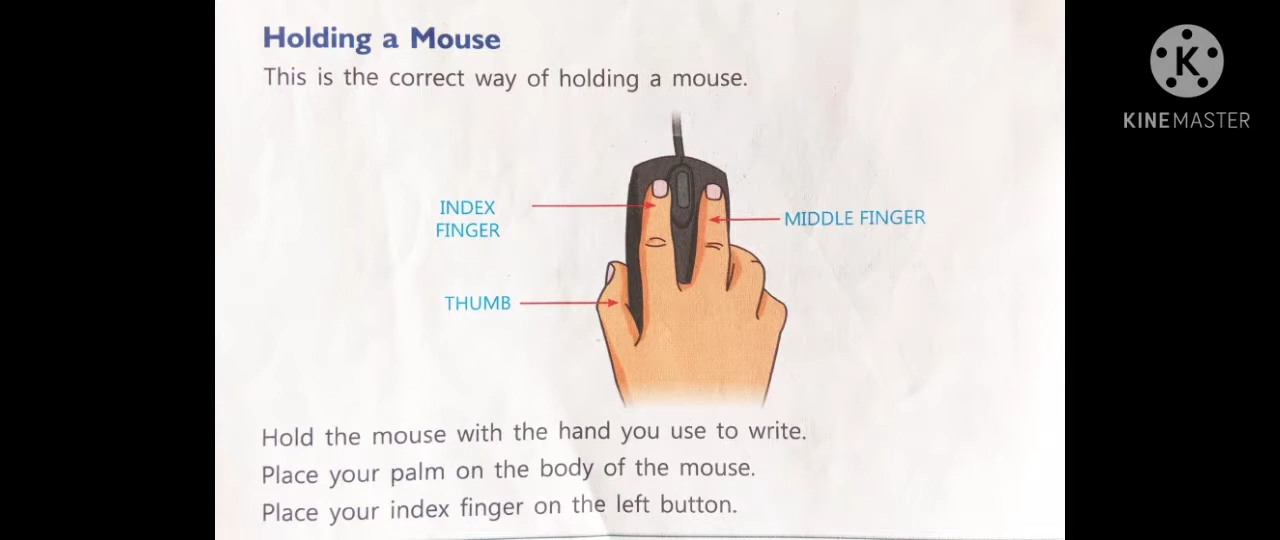 Holding a Mouse
This is the correct way of holding a mouse.
INDEX
FINGER
MIDDLE FINGER
THUMB
Hold the mouse with the hand you use to write.
Place your palm on the body of the mouse.
Place your index finger on the left button.
K
KINEMASTER